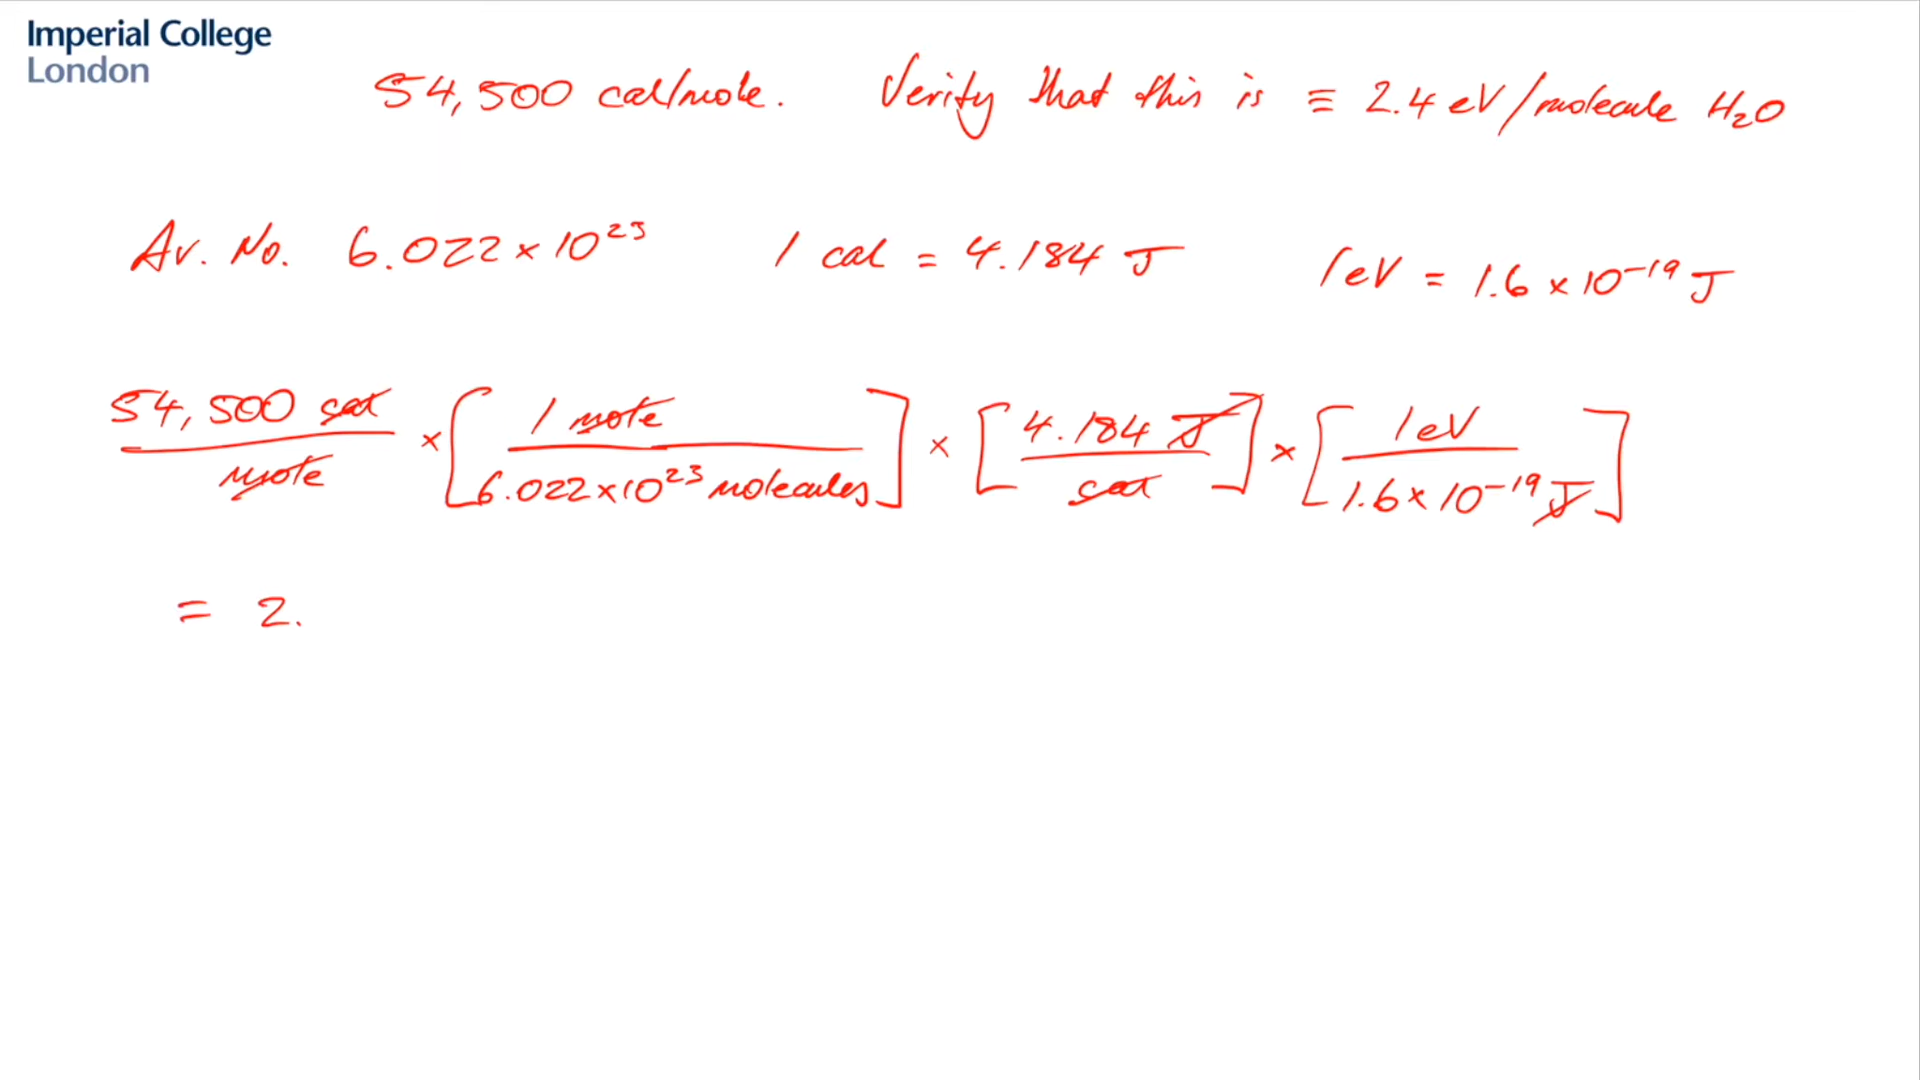 Imperial College
London
54,500 cal/mole. Verify that this is ≡ 2.4 eV/molecule H₂O
Av. No. 6.022 × 10²³ 1 cal = 4.184 J 1eV = 1.6 × 10⁻¹⁹ J
54,500 cal / mole × [1 mole / 6.022×10²³ molecules] × [4.184 J / cal] × [1eV / 1.6 × 10⁻¹⁹ J]
= 2.